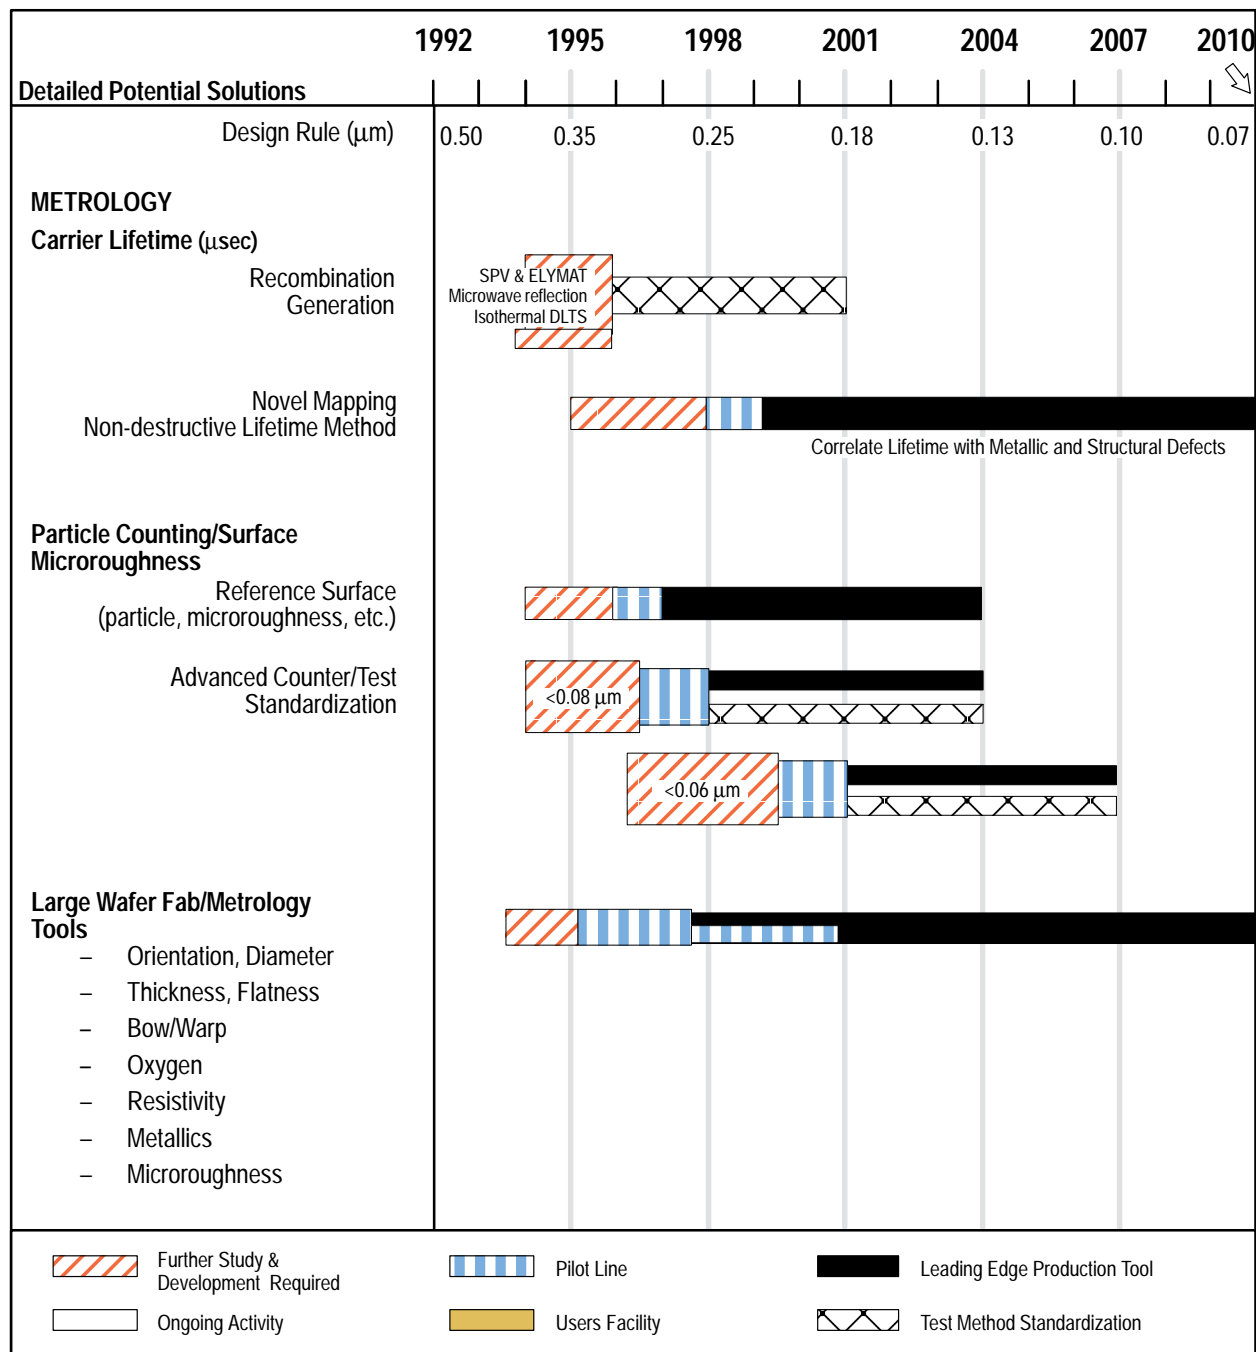 1992 1995 1998 2001 2004 2007 2010
Detailed Potential Solutions
Design Rule (μm) 0.50 0.35 0.25 0.18 0.13 0.10 0.07
METROLOGY
Carrier Lifetime (μsec)
Recombination
Generation
SPV & ELYMAT
Microwave reflection
Isothermal DLTS
Novel Mapping
Non-destructive Lifetime Method
Correlate Lifetime with Metallic and Structural Defects
Particle Counting/Surface
Microroughness
Reference Surface
(particle, microroughness, etc.)
Advanced Counter/Test
Standardization
<0.08 μm
<0.06 μm
Large Wafer Fab/Metrology
Tools
– Orientation, Diameter
– Thickness, Flatness
– Bow/Warp
– Oxygen
– Resistivity
– Metallics
– Microroughness
Further Study &
Development Required
Pilot Line
Leading Edge Production Tool
Ongoing Activity
Users Facility
Test Method Standardization